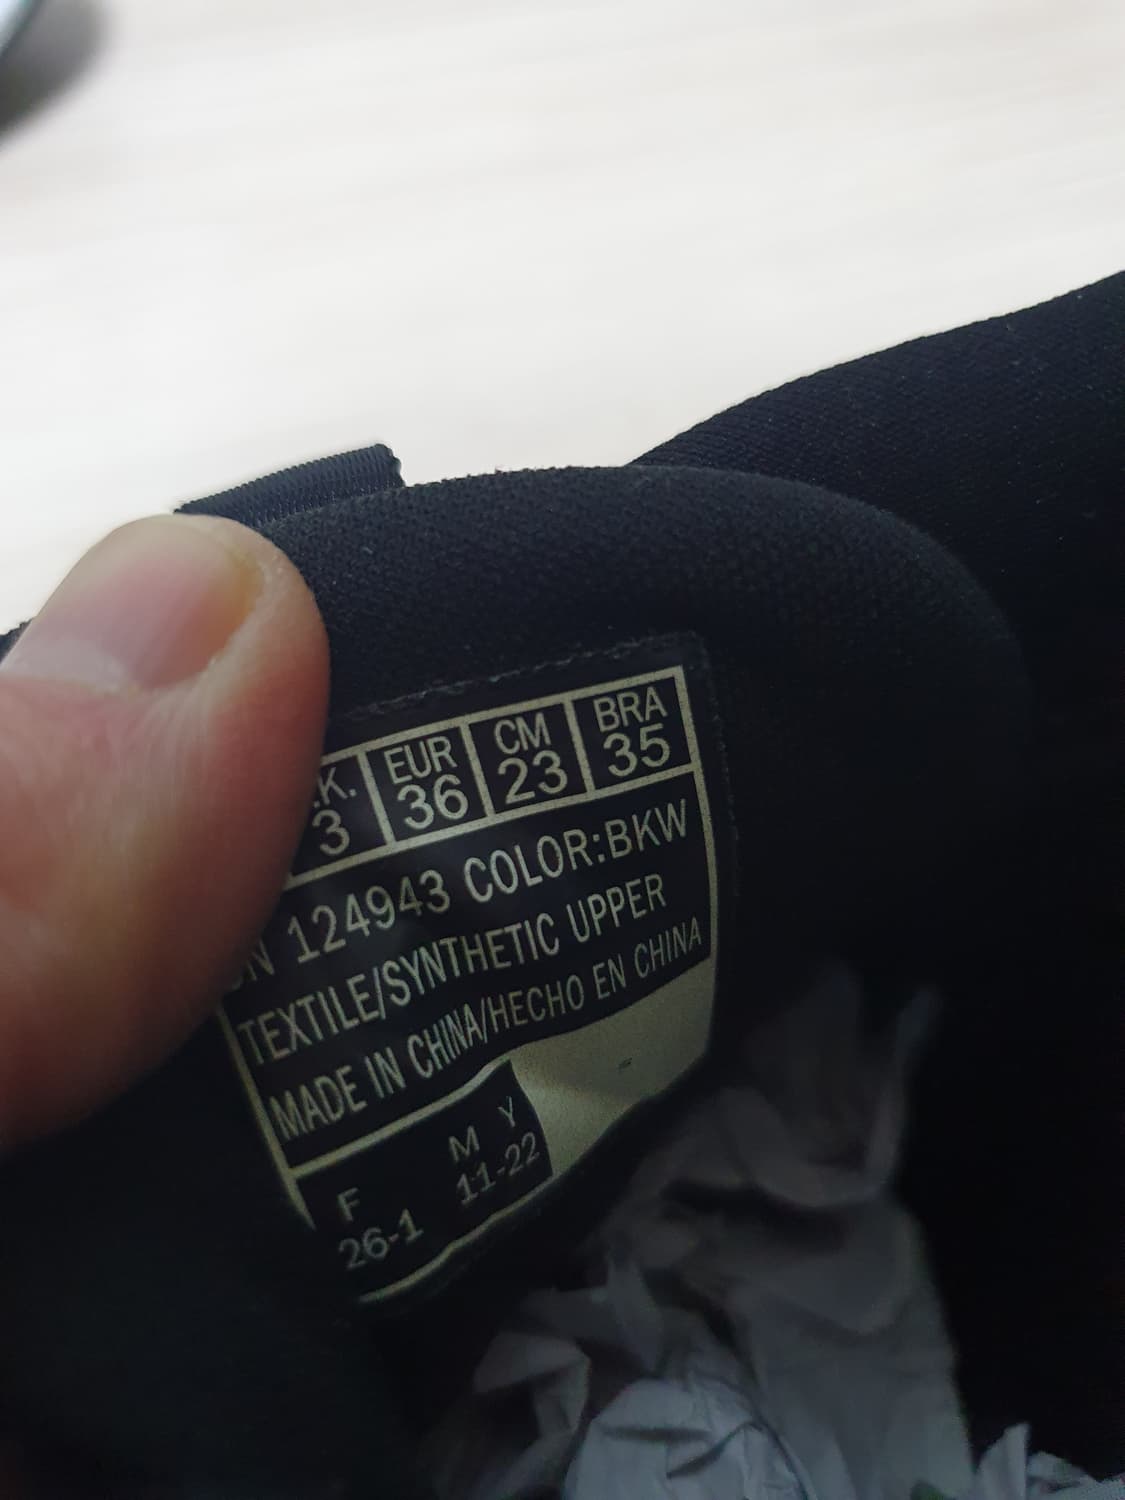 .K. EUR CM BRA
3 36 23 35
N 124943 COLOR:BKW
TEXTILE/SYNTHETIC UPPER
MADE IN CHINA/HECHO EN CHINA
F M Y
26-1 11-22